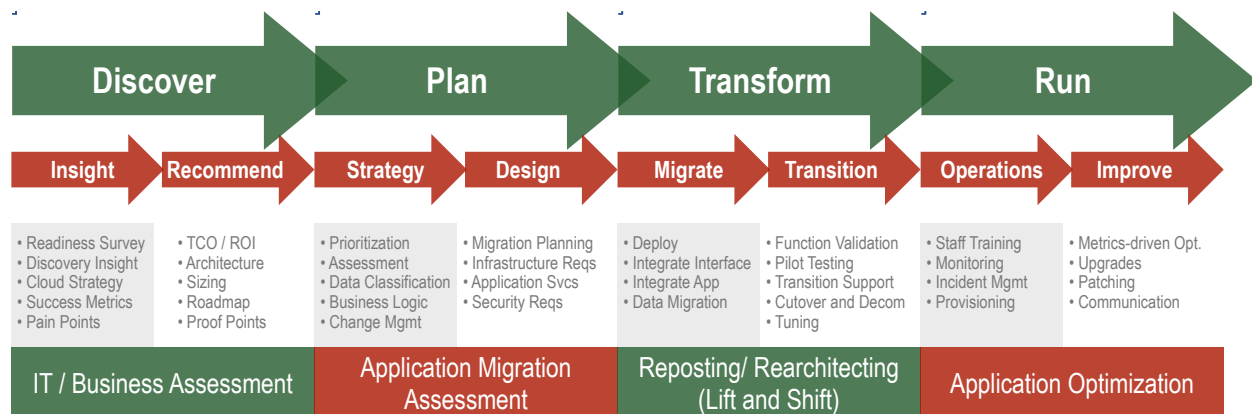 Discover
Plan
Transform
Run
Insight
Recommend
Strategy
Design
Migrate
Transition
Operations
Improve
• Readiness Survey
• Discovery Insight
• Cloud Strategy
• Success Metrics
• Pain Points
• TCO / ROI
• Architecture
• Sizing
• Roadmap
• Proof Points
• Prioritization
• Assessment
• Data Classification
• Business Logic
• Change Mgmt
• Migration Planning
• Infrastructure Reqs
• Application Svcs
• Security Reqs
• Deploy
• Integrate Interface
• Integrate App
• Data Migration
• Function Validation
• Pilot Testing
• Transition Support
• Cutover and Decom
• Tuning
• Staff Training
• Monitoring
• Incident Mgmt
• Provisioning
• Metrics-driven Opt.
• Upgrades
• Patching
• Communication
IT / Business Assessment
Application Migration
Assessment
Reposting/ Rearchitecting
(Lift and Shift)
Application Optimization